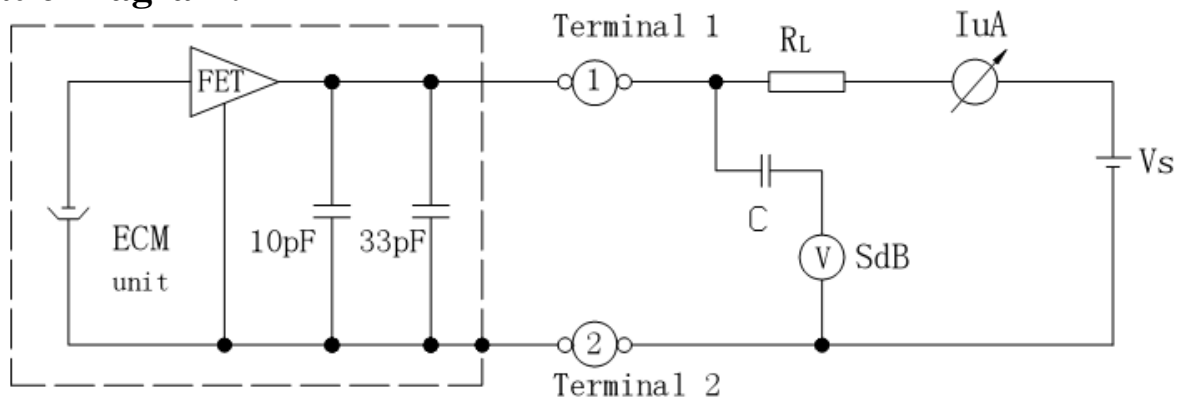 Terminal 1
RL
IuA
FET
1
Vs
ECM
unit
10pF
33pF
C
V
SdB
2
Terminal 2